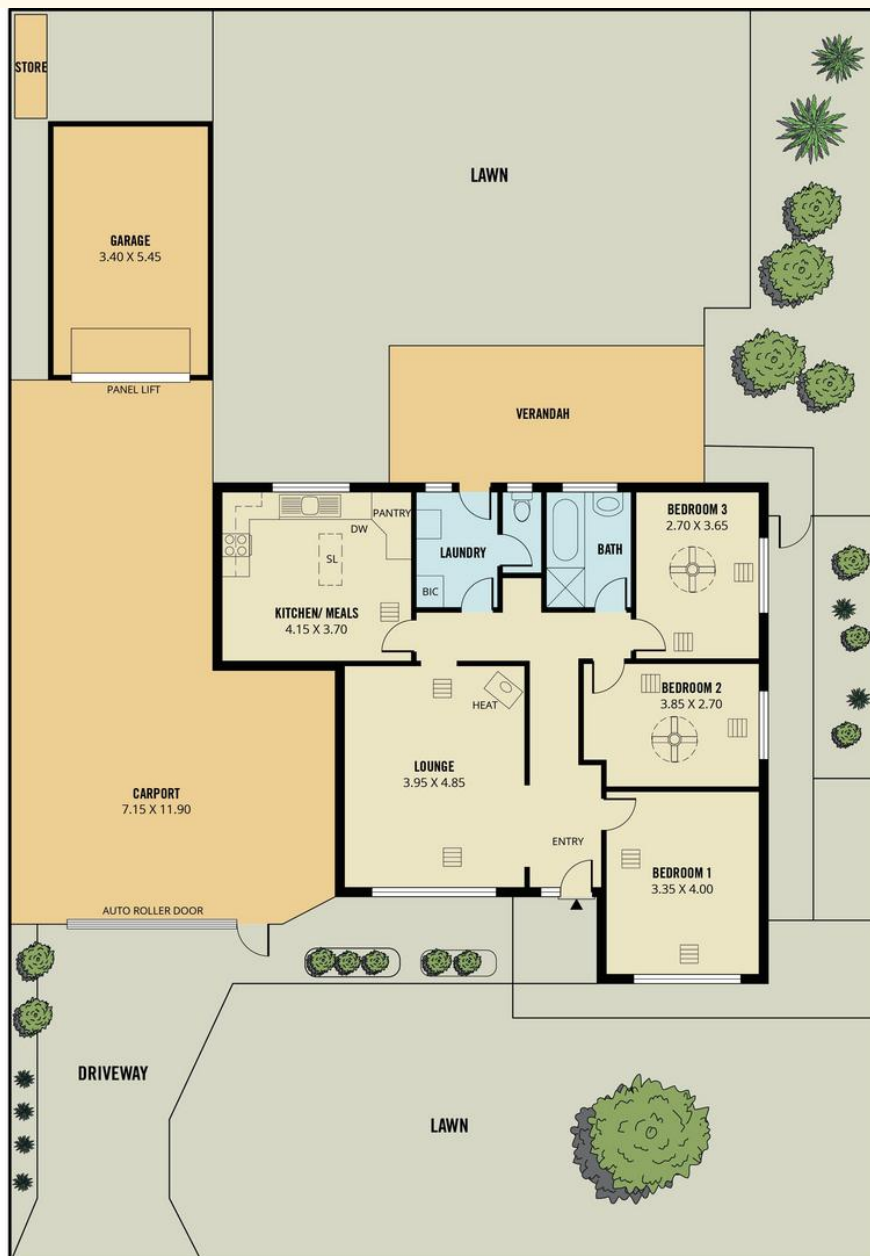 STORE
LAWN
GARAGE
3.40 X 5.45
PANEL LIFT
VERANDAH
PANTRY
DW
SL
KITCHEN/ MEALS
4.15 X 3.70
LAUNDRY
BIC
BATH
BEDROOM 3
2.70 X 3.65
BEDROOM 2
3.85 X 2.70
HEAT
LOUNGE
3.95 X 4.85
CARPORT
7.15 X 11.90
ENTRY
BEDROOM 1
3.35 X 4.00
AUTO ROLLER DOOR
DRIVEWAY
LAWN